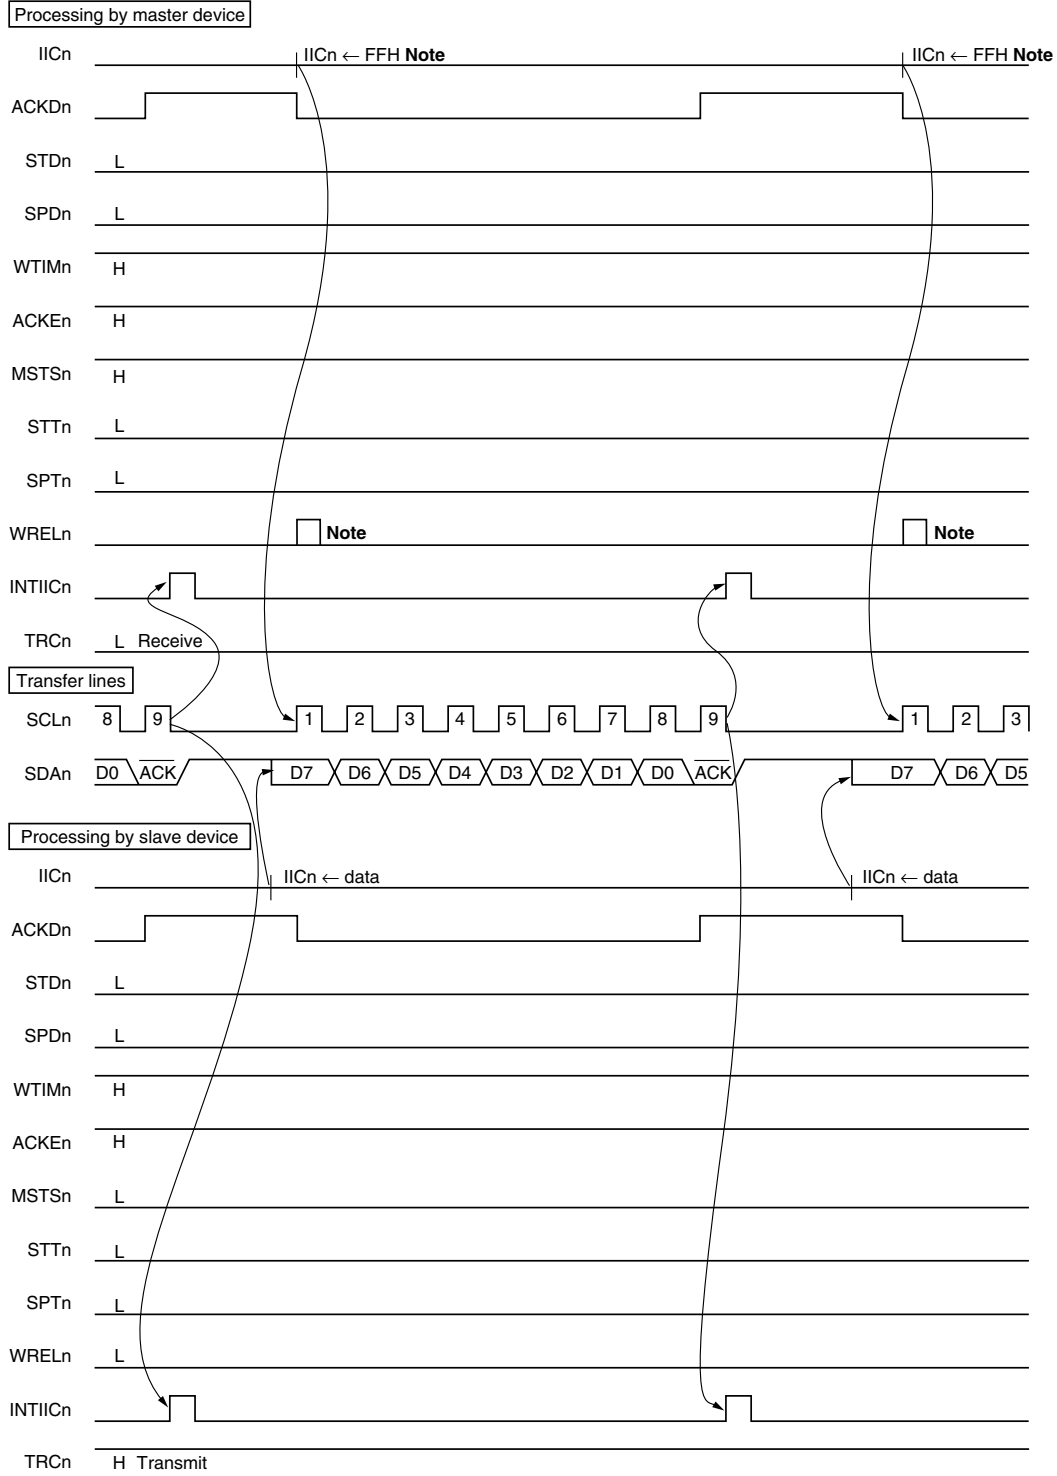 Processing by master device
IICn IICn ← FFH Note IICn ← FFH Note
ACKDn
STDn L
SPDn L
WTIMn H
ACKEn H
MSTSn H
STTn L
SPTn L
WRELn Note Note
INTIICn
TRCn L Receive
Transfer lines
SCLn 8 9 1 2 3 4 5 6 7 8 9 1 2 3
SDAn D0 ACK D7 D6 D5 D4 D3 D2 D1 D0 ACK D7 D6 D5
Processing by slave device
IICn IICn ← data IICn ← data
ACKDn
STDn L
SPDn L
WTIMn H
ACKEn H
MSTSn L
STTn L
SPTn L
WRELn L
INTIICn
TRCn H Transmit